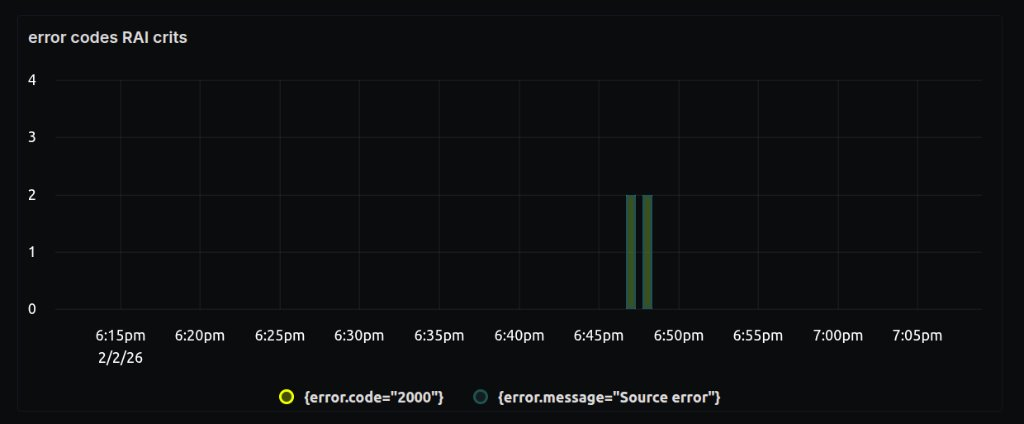 error codes RAI crits
4
3
2
1
0
6:15pm 6:20pm 6:25pm 6:30pm 6:35pm 6:40pm 6:45pm 6:50pm 6:55pm 7:00pm 7:05pm
2/2/26
{error.code="2000"} {error.message="Source error"}